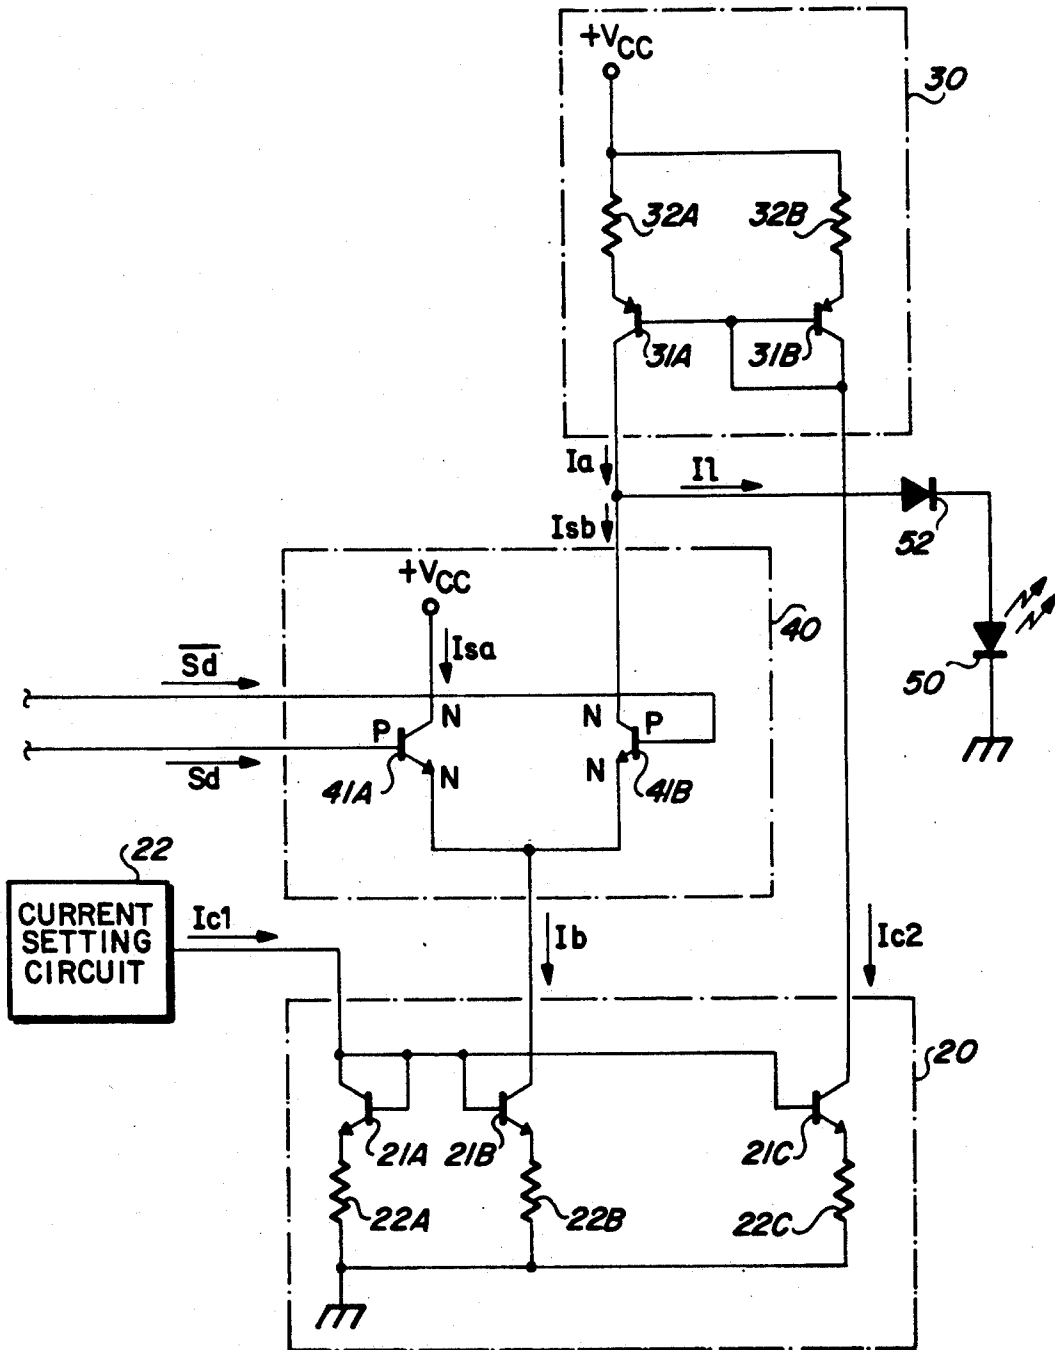 +VCC
30
32A
32B
31A
31B
Ia
Il
Isb
52
+VCC
40
Isa
Sd
50
N
N
P
P
Sd
41A
N
N
41B
22
CURRENT
SETTING
CIRCUIT
Ic1
Ib
Ic2
20
21A
21B
21C
22A
22B
22C